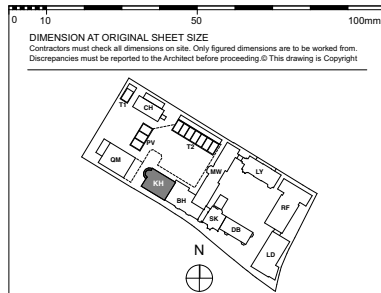 0 10 50 100mm
DIMENSION AT ORIGINAL SHEET SIZE
Contractors must check all dimensions on site. Only figured dimensions are to be worked from.
Discrepancies must be reported to the Architect before proceeding.© This drawing is Copyright
T1
CH
PV
T2
QM
MW
LY
KH
BH
RF
SK
DB
LD
N